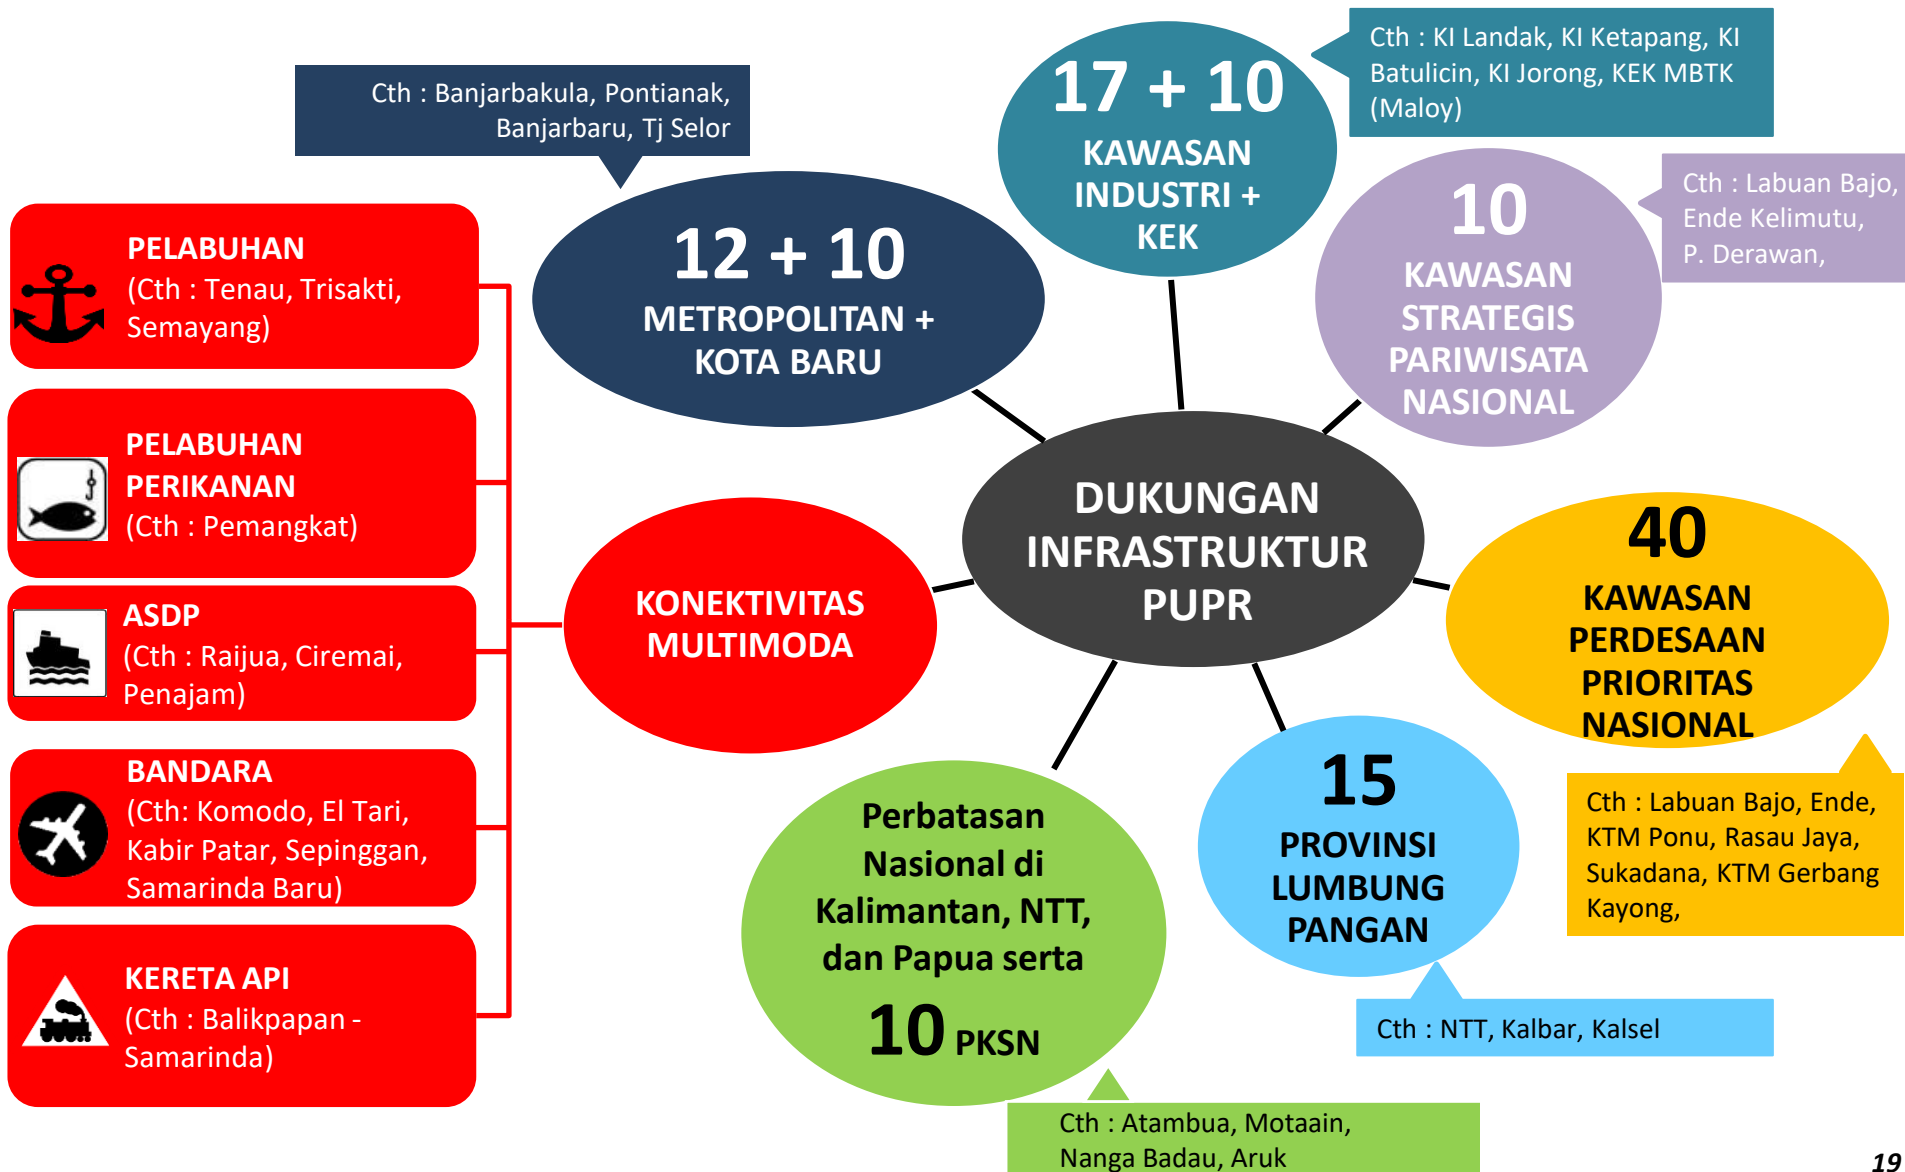 Cth : Banjarbakula, Pontianak,
Banjarbaru, Tj Selor
12 + 10
METROPOLITAN +
KOTA BARU
17 + 10
KAWASAN
INDUSTRI +
KEK
Cth : KI Landak, KI Ketapang, KI
Batulicin, KI Jorong, KEK MBTK
(Maloy)
10
KAWASAN
STRATEGIS
PARIWISATA
NASIONAL
Cth : Labuan Bajo,
Ende Kelimutu,
P. Derawan,
PELABUHAN
(Cth : Tenau, Trisakti,
Semayang)
PELABUHAN
PERIKANAN
(Cth : Pemangkat)
ASDP
(Cth : Raijua, Ciremai,
Penajam)
BANDARA
(Cth: Komodo, El Tari,
Kabir Patar, Sepinggan,
Samarinda Baru)
KERETA API
(Cth : Balikpapan -
Samarinda)
KONEKTIVITAS
MULTIMODA
DUKUNGAN
INFRASTRUKTUR
PUPR
40
KAWASAN
PERDESAAN
PRIORITAS
NASIONAL
Cth : Labuan Bajo, Ende,
KTM Ponu, Rasau Jaya,
Sukadana, KTM Gerbang
Kayong,
15
PROVINSI
LUMBUNG
PANGAN
Cth : NTT, Kalbar, Kalsel
Perbatasan
Nasional di
Kalimantan, NTT,
dan Papua serta
10 PKSN
Cth : Atambua, Motaain,
Nanga Badau, Aruk
19